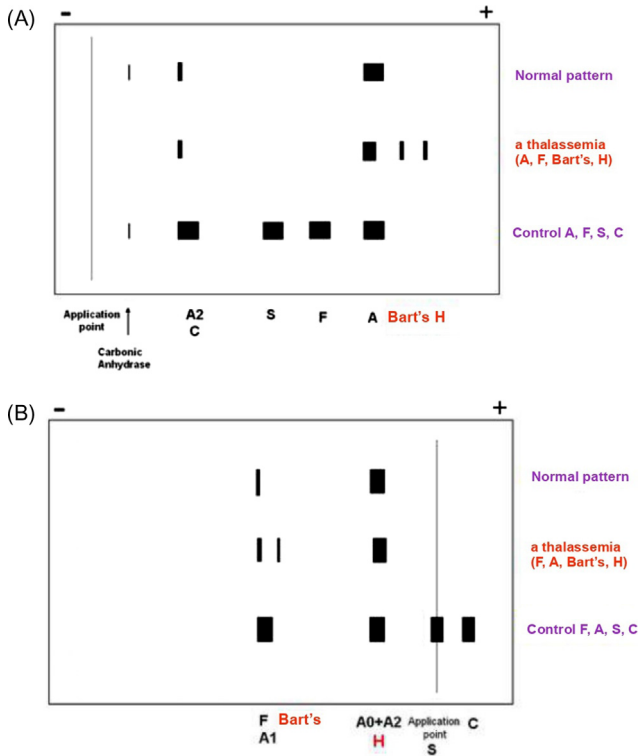 (A)
- +
Normal pattern
a thalassemia
(A, F, Bart's, H)
Control A, F, S, C
Application
point
Carbonic
Anhydrase
A2
C
S
F
A
Bart's H
(B)
- +
Normal pattern
a thalassemia
(F, A, Bart's, H)
Control F, A, S, C
F
A1
Bart's
A0+A2
H
Application
point
S
C